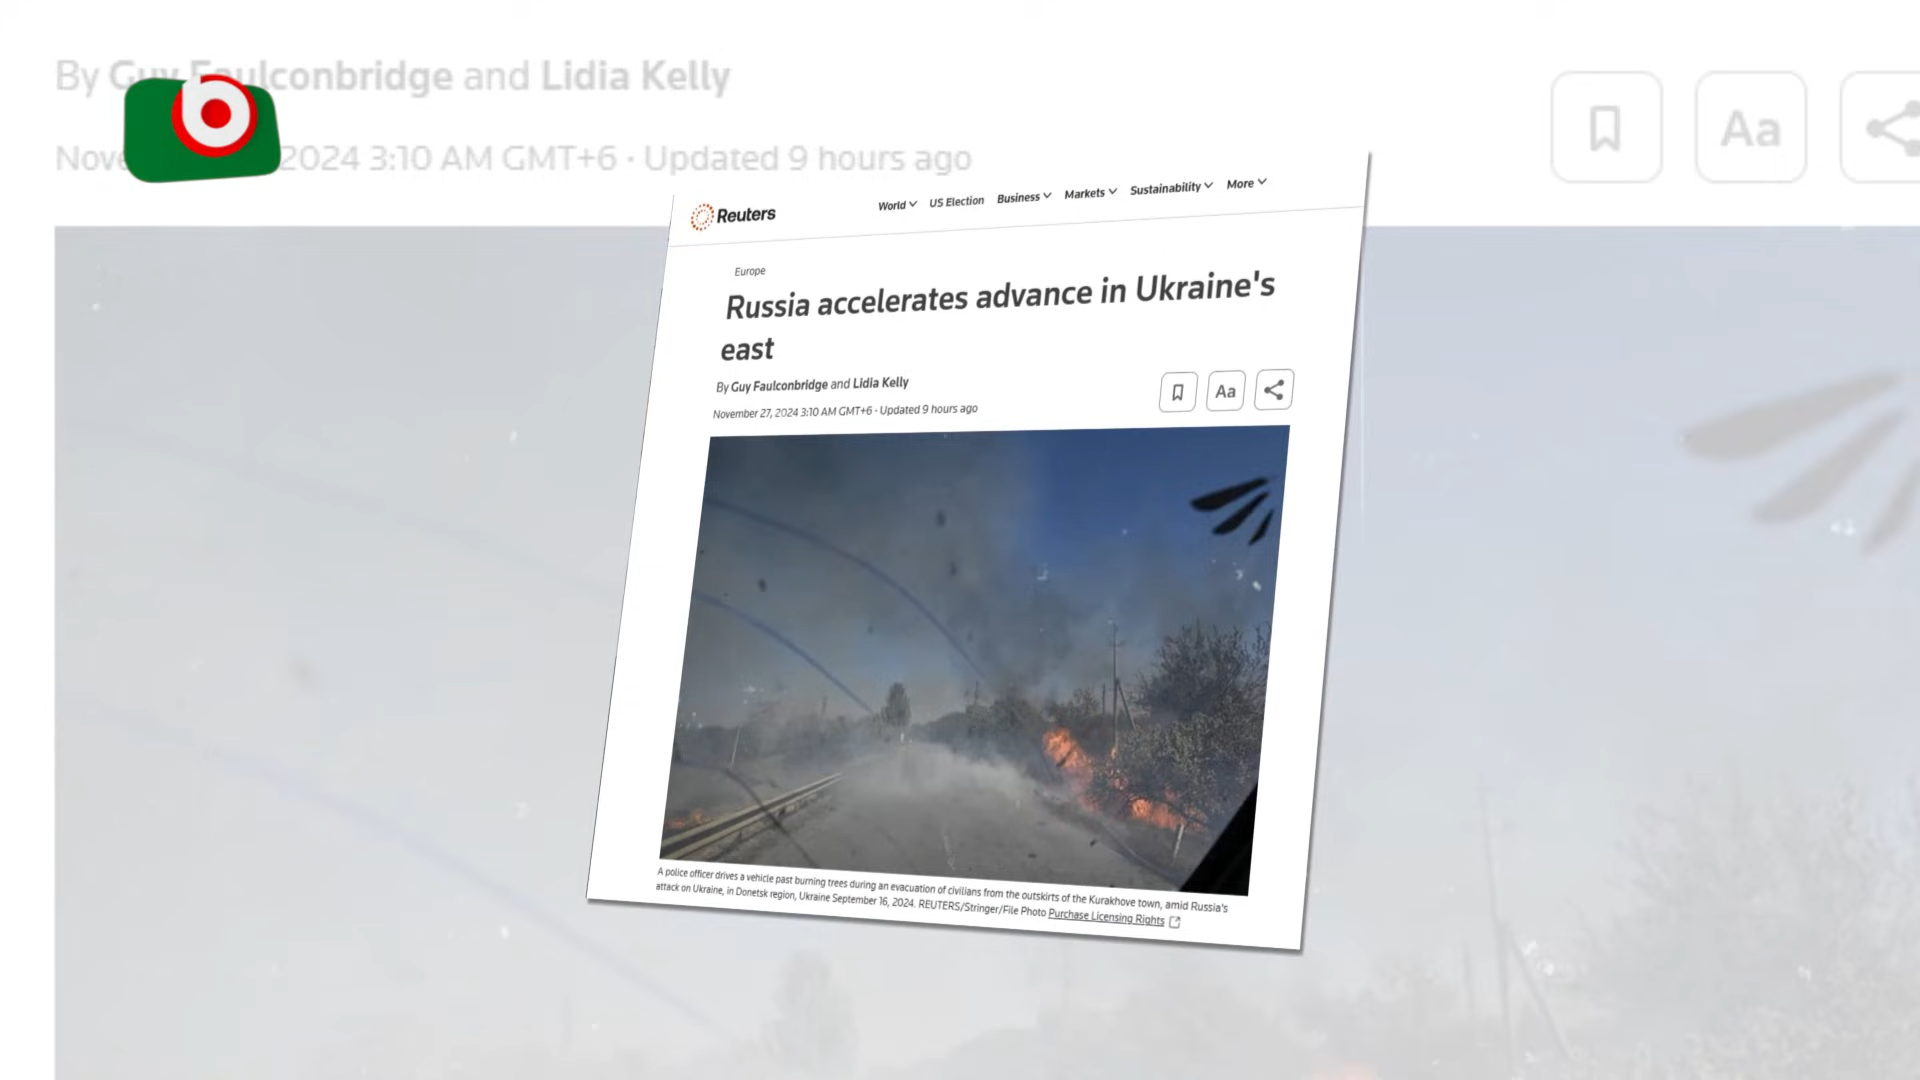 By Guy Faulconbridge and Lidia Kelly
2024 3:10 AM GMT+6 · Updated 9 hours ago
Aa
Reuters
World US Election Business Markets Sustainability More
Europe
Russia accelerates advance in Ukraine's
east
By Guy Faulconbridge and Lidia Kelly
Aa
November 27, 2024 3:10 AM GMT+6 · Updated 9 hours ago
A police officer drives a vehicle past burning trees during an evacuation of civilians from the outskirts of the Kurakhove town, amid Russia's
attack on Ukraine, in Donetsk region, Ukraine September 16, 2024. REUTERS/Stringer/File Photo Purchase Licensing Rights